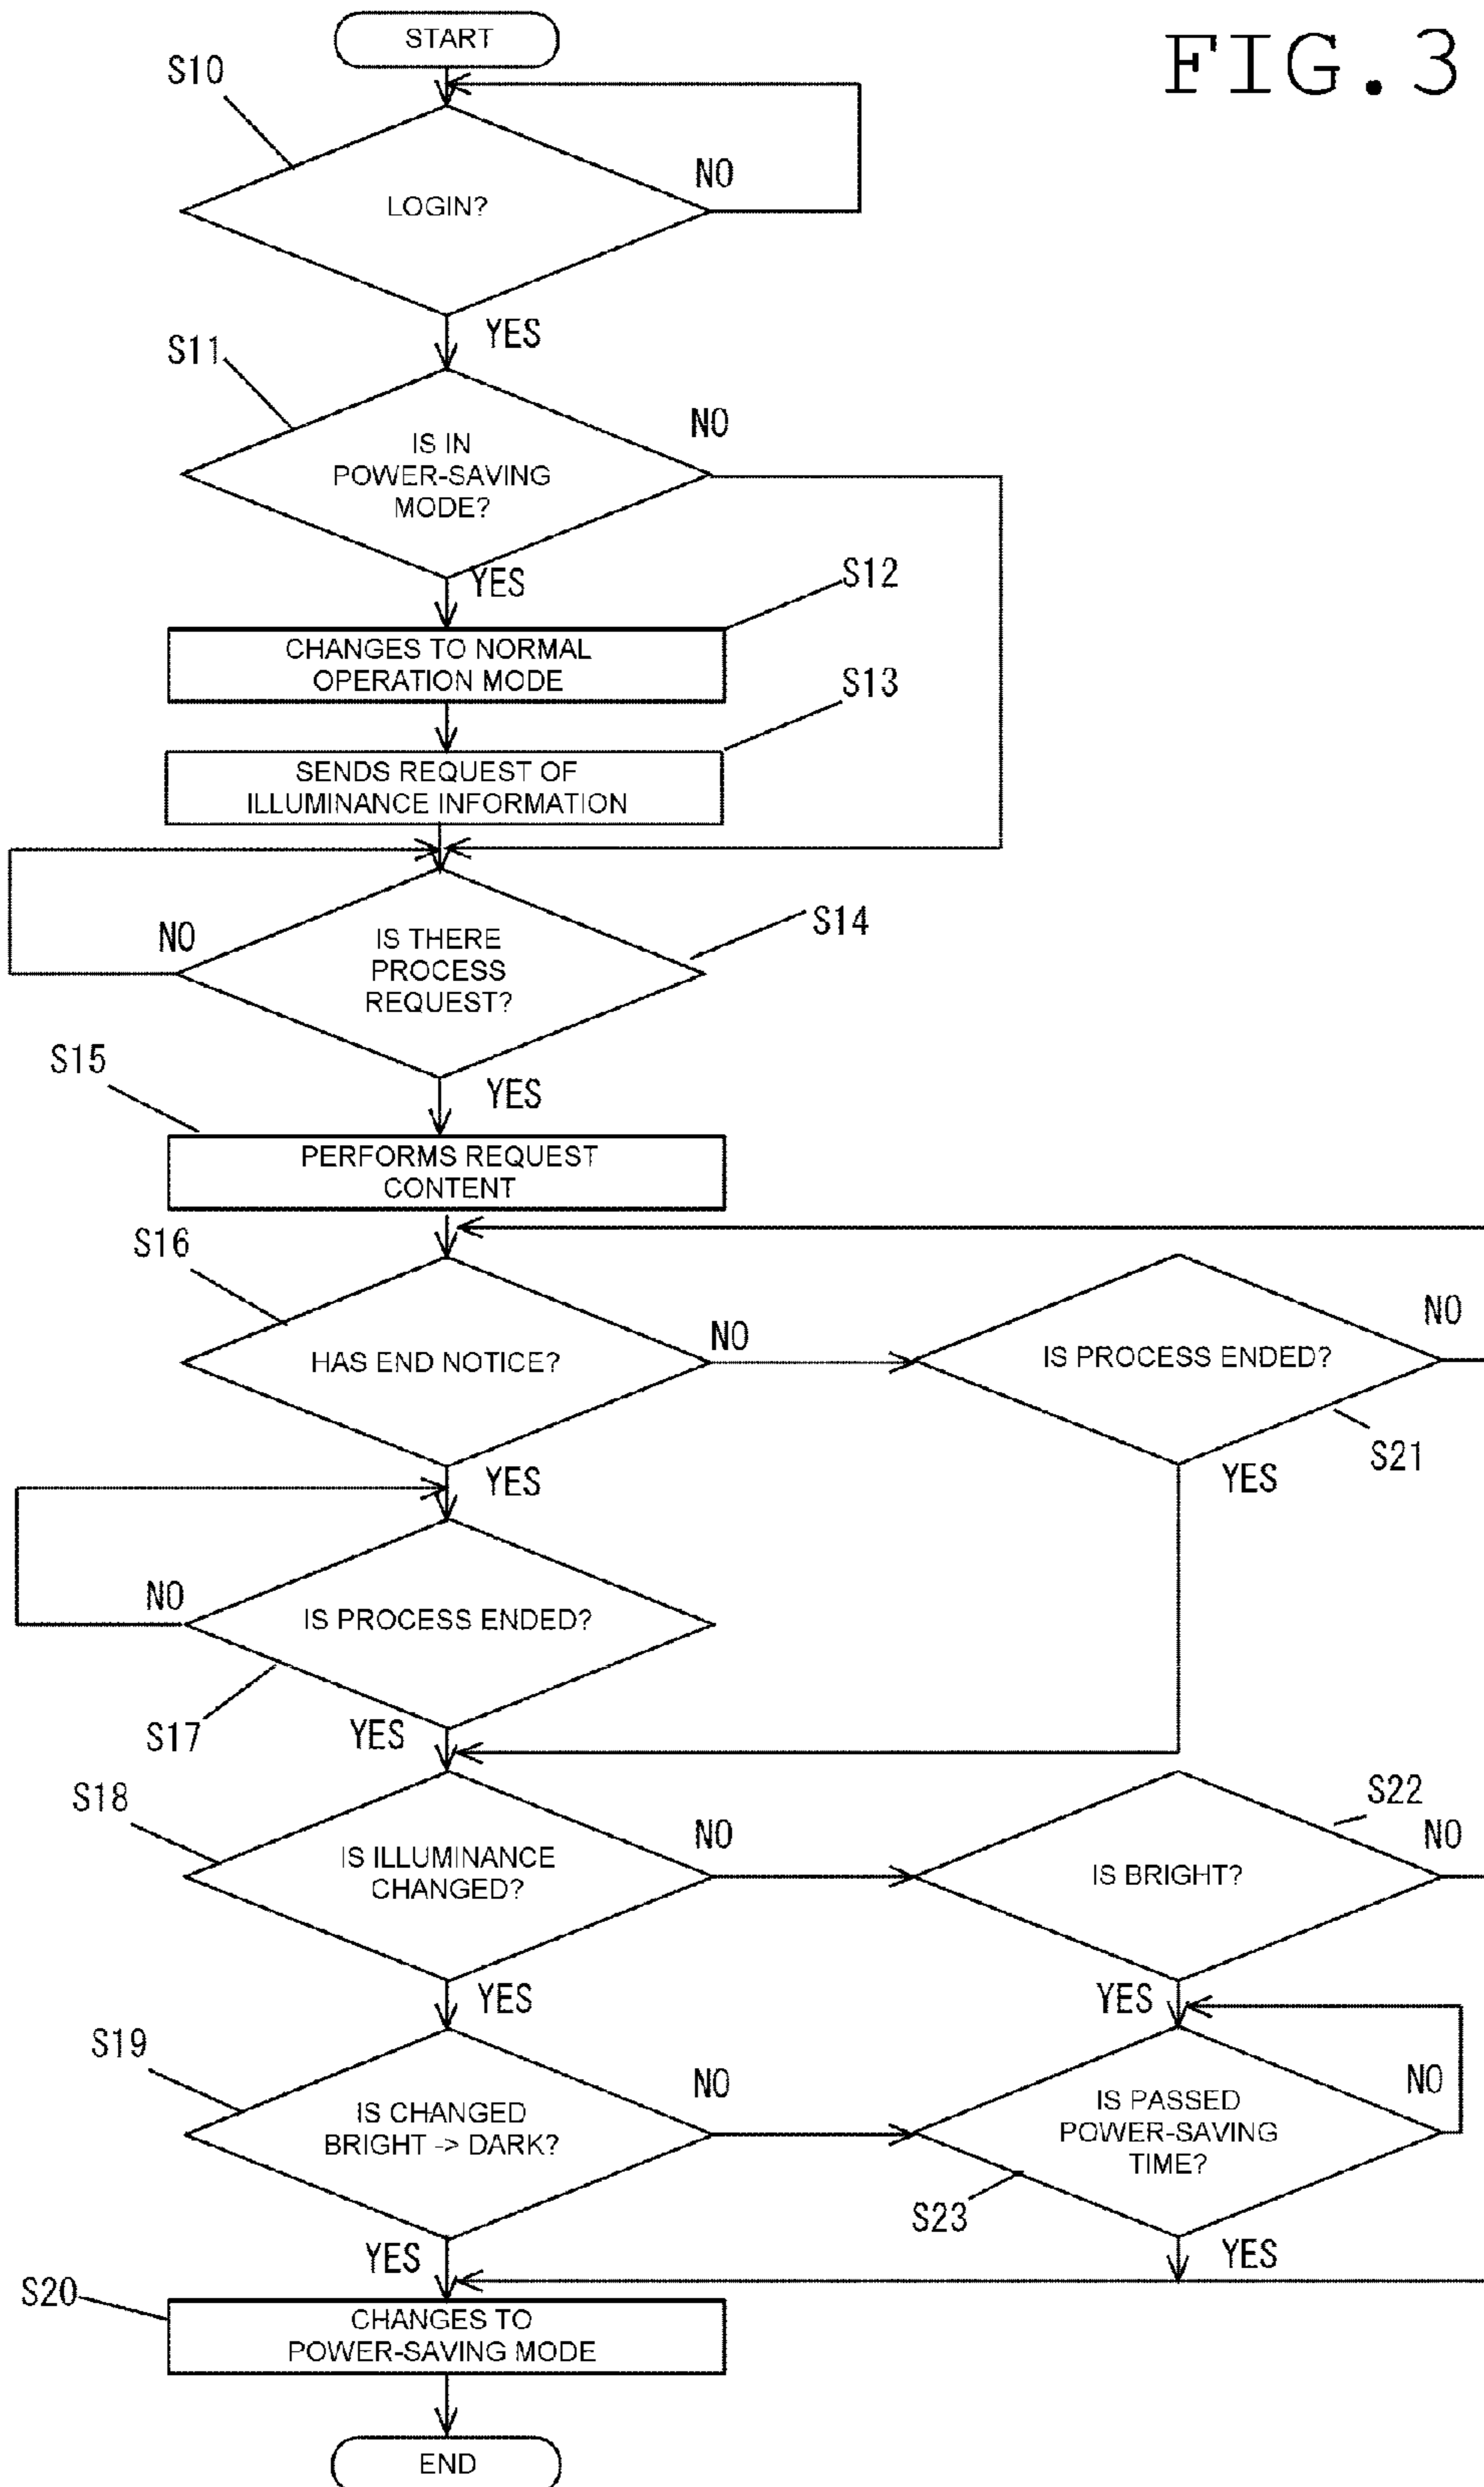 FIG.3
START
S10
LOGIN?
NO
YES
S11
IS IN
POWER-SAVING
MODE?
NO
YES
S12
CHANGES TO NORMAL
OPERATION MODE
S13
SENDS REQUEST OF
ILLUMINANCE INFORMATION
S14
IS THERE
PROCESS
REQUEST?
NO
YES
S15
PERFORMS REQUEST
CONTENT
S16
HAS END NOTICE?
NO
IS PROCESS ENDED?
NO
S21
YES
YES
IS PROCESS ENDED?
NO
S17
YES
S18
IS ILLUMINANCE
CHANGED?
NO
S22
IS BRIGHT?
NO
YES
YES
S19
IS CHANGED
BRIGHT -> DARK?
NO
IS PASSED
POWER-SAVING
TIME?
NO
S23
YES
YES
S20
CHANGES TO
POWER-SAVING MODE
END